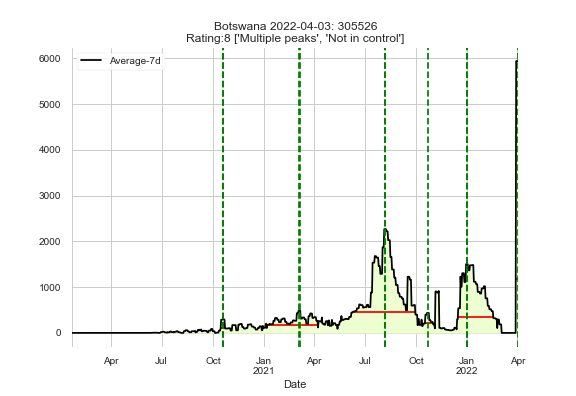 Botswana 2022-04-03: 305526
Rating:8 ['Multiple peaks', 'Not in control']
Average-7d
6000
5000
4000
3000
2000
1000
0
Apr Jul Oct Jan Apr Jul Oct Jan Apr
2021 2022
Date